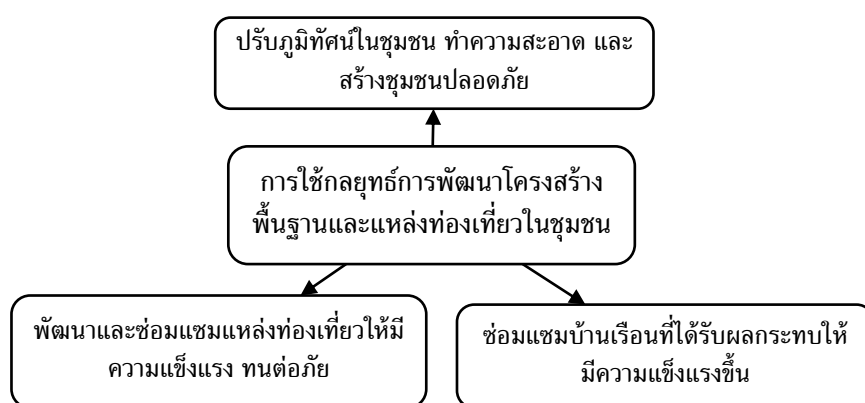 ปรับภูมิทัศน์ในชุมชน ทำความสะอาด และ
สร้างชุมชนปลอดภัย
การใช้กลยุทธ์การพัฒนาโครงสร้าง
พื้นฐานและแหล่งท่องเที่ยวในชุมชน
พัฒนาและซ่อมแซมแหล่งท่องเที่ยวให้มี
ความแข็งแรง ทนต่อภัย
ซ่อมแซมบ้านเรือนที่ได้รับผลกระทบให้
มีความแข็งแรงขึ้น